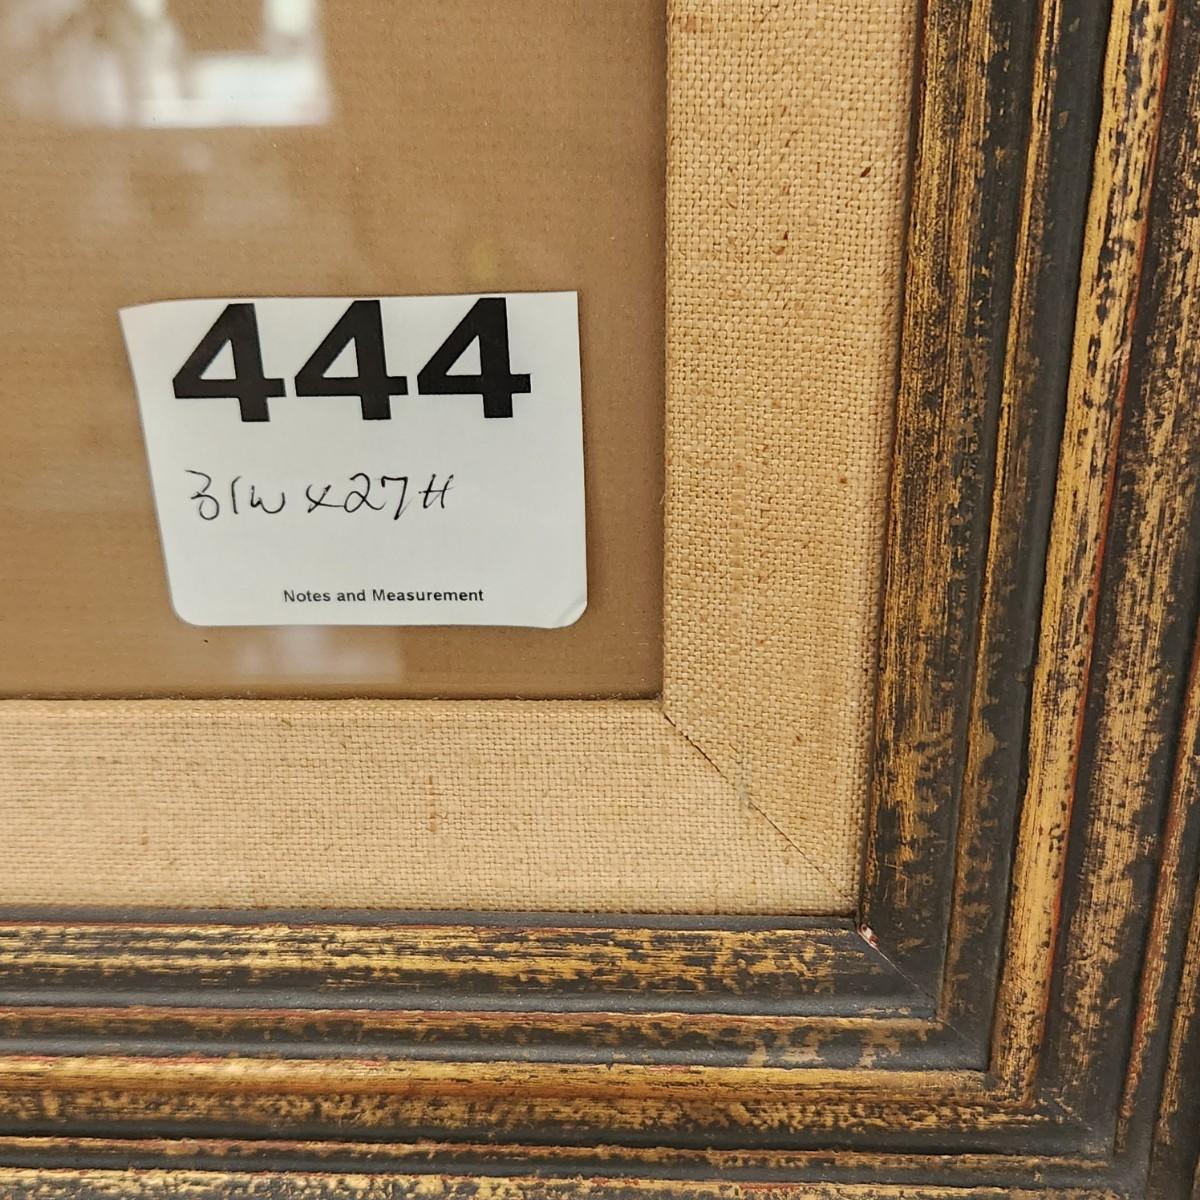 444
31W x 27H
Notes and Measurement